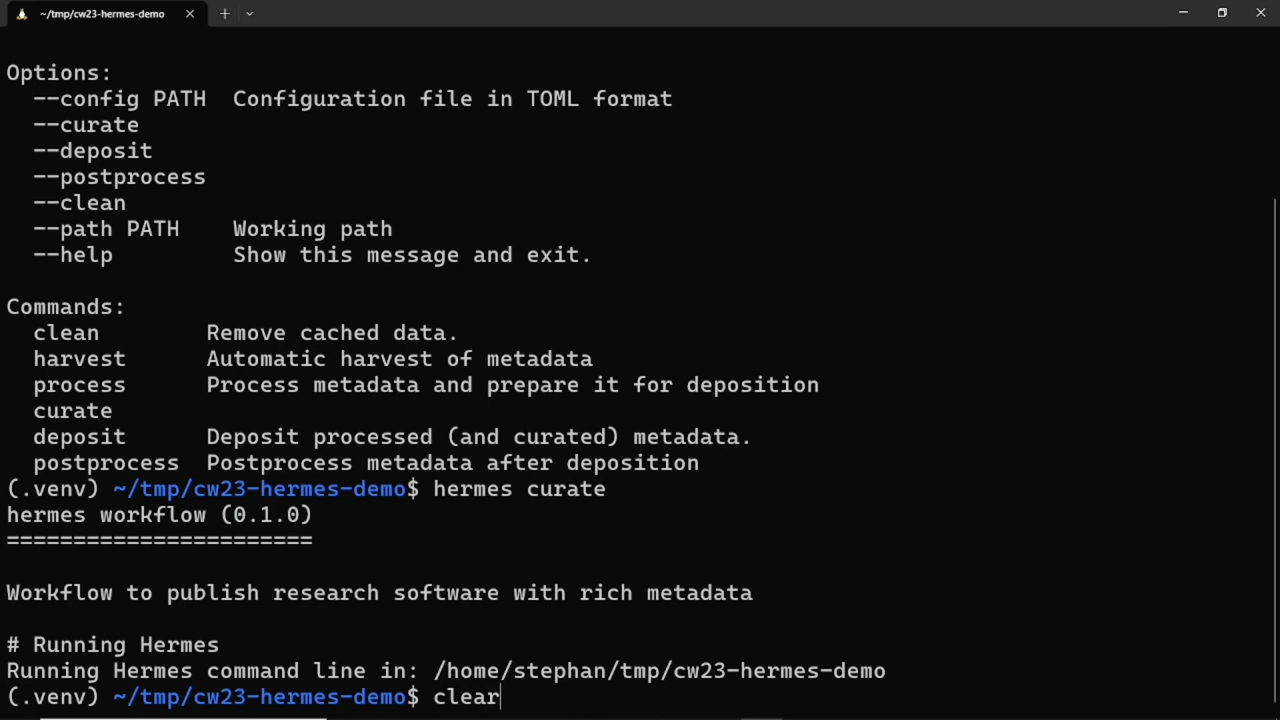 ~/tmp/cw23-hermes-demo
Options:
--config PATH  Configuration file in TOML format
--curate
--deposit
--postprocess
--clean
--path PATH    Working path
--help         Show this message and exit.
Commands:
clean        Remove cached data.
harvest      Automatic harvest of metadata
process      Process metadata and prepare it for deposition
curate
deposit      Deposit processed (and curated) metadata.
postprocess  Postprocess metadata after deposition
(.venv) ~/tmp/cw23-hermes-demo$ hermes curate
hermes workflow (0.1.0)
=======================
Workflow to publish research software with rich metadata
# Running Hermes
Running Hermes command line in: /home/stephan/tmp/cw23-hermes-demo
(.venv) ~/tmp/cw23-hermes-demo$ clear